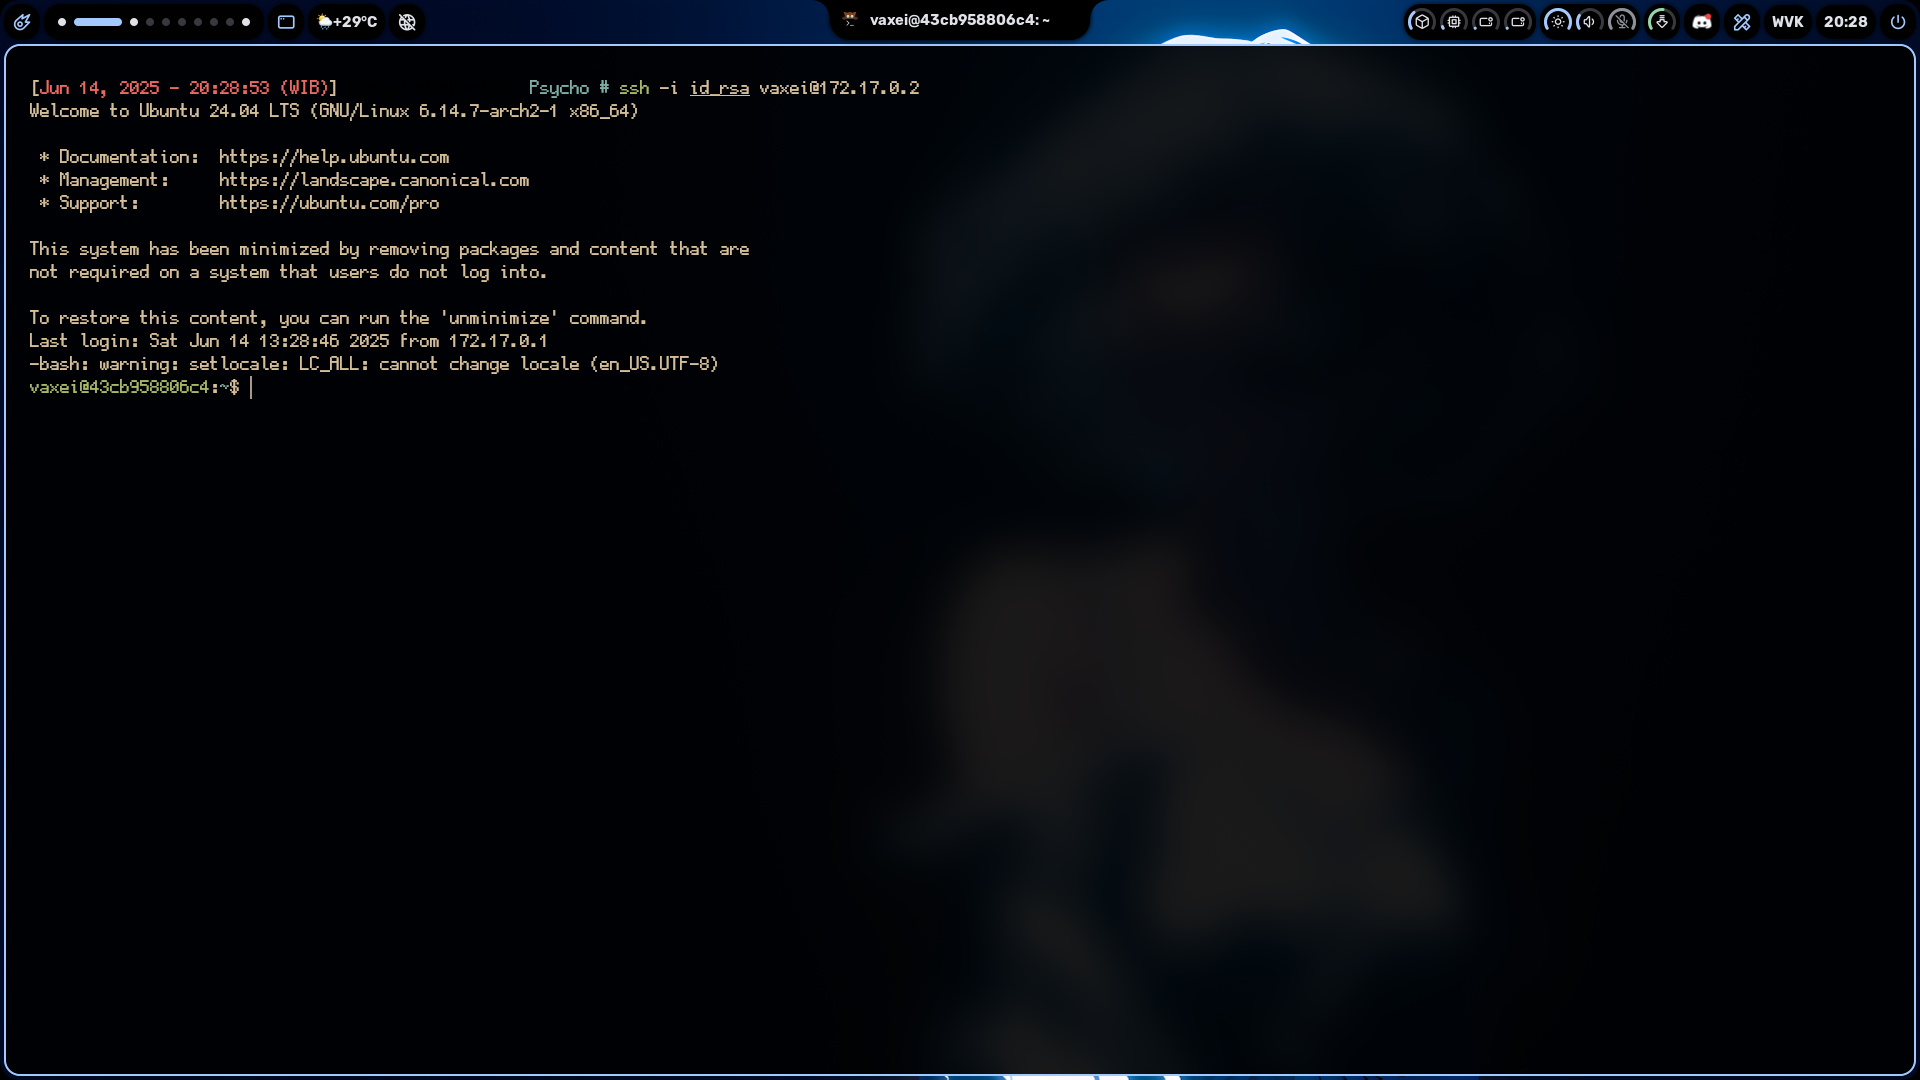 +29°C
vaxei@43cb958806c4: ~
WVK
20:28
[Jun 14, 2025 - 20:28:53 (WIB)] Psycho # ssh -i id_rsa vaxei@172.17.0.2
Welcome to Ubuntu 24.04 LTS (GNU/Linux 6.14.7-arch2-1 x86_64)
* Documentation: https://help.ubuntu.com
* Management: https://landscape.canonical.com
* Support: https://ubuntu.com/pro
This system has been minimized by removing packages and content that are
not required on a system that users do not log into.
To restore this content, you can run the 'unminimize' command.
Last login: Sat Jun 14 13:28:46 2025 from 172.17.0.1
-bash: warning: setlocale: LC_ALL: cannot change locale (en_US.UTF-8)
vaxei@43cb958806c4:~$